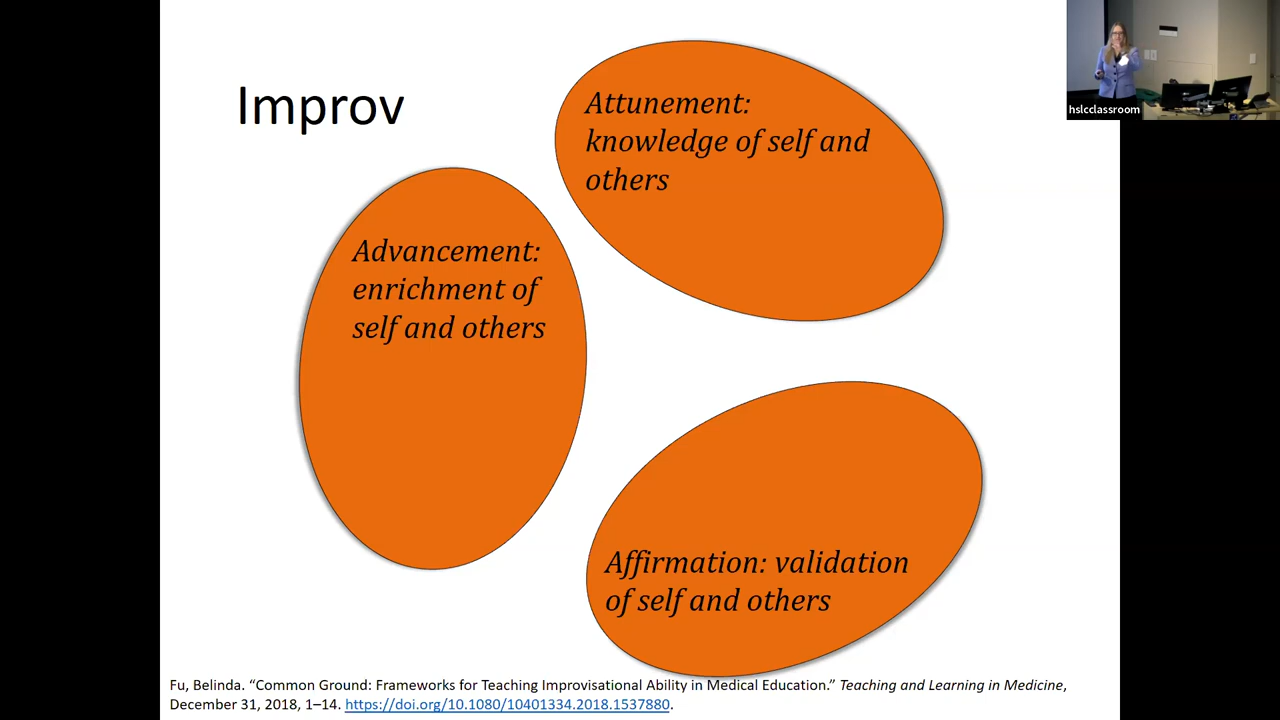 Improv
Attunement:
knowledge of self and
others
Advancement:
enrichment of
self and others
Affirmation: validation
of self and others
Fu, Belinda. “Common Ground: Frameworks for Teaching Improvisational Ability in Medical Education.” Teaching and Learning in Medicine,
December 31, 2018, 1–14. https://doi.org/10.1080/10401334.2018.1537880.
hslcclassroom